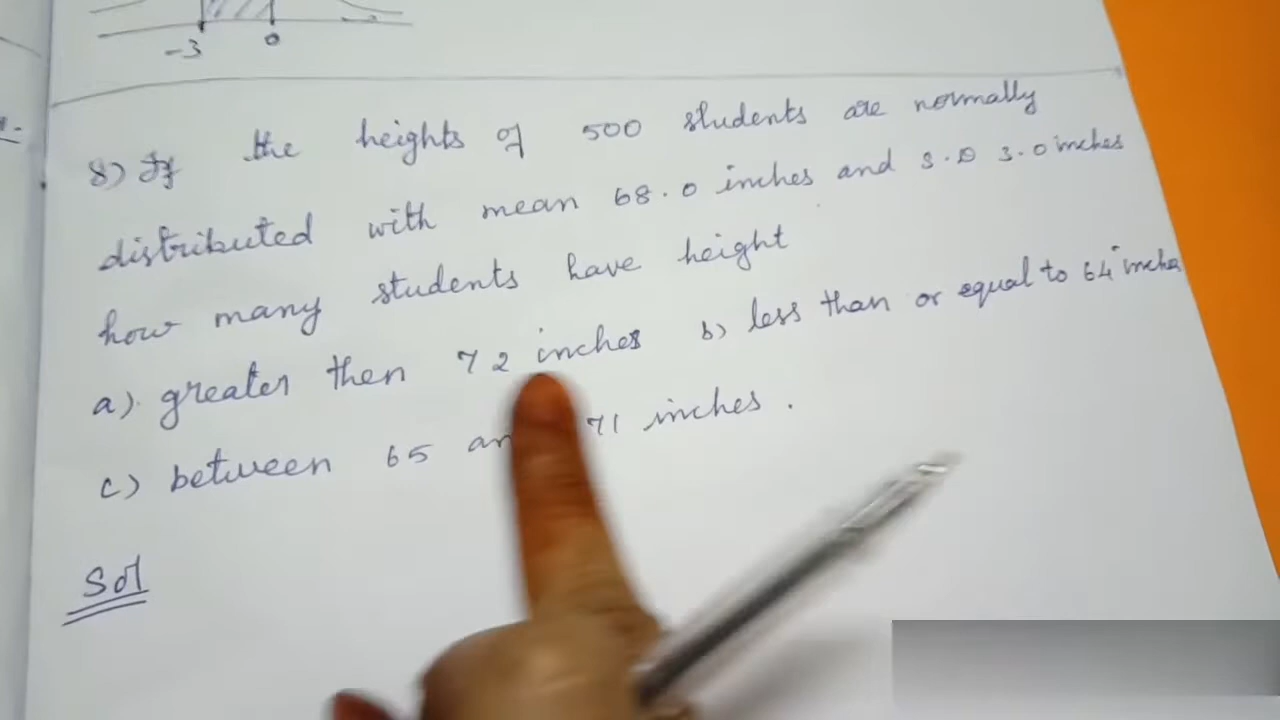 -3 0
8) If the heights of 500 students are normally
distributed with mean 68.0 inches and S.D 3.0 inches
how many students have height
a) greater then 72 inches b) less than or equal to 64 inches
c) between 65 an 71 inches.
Sol